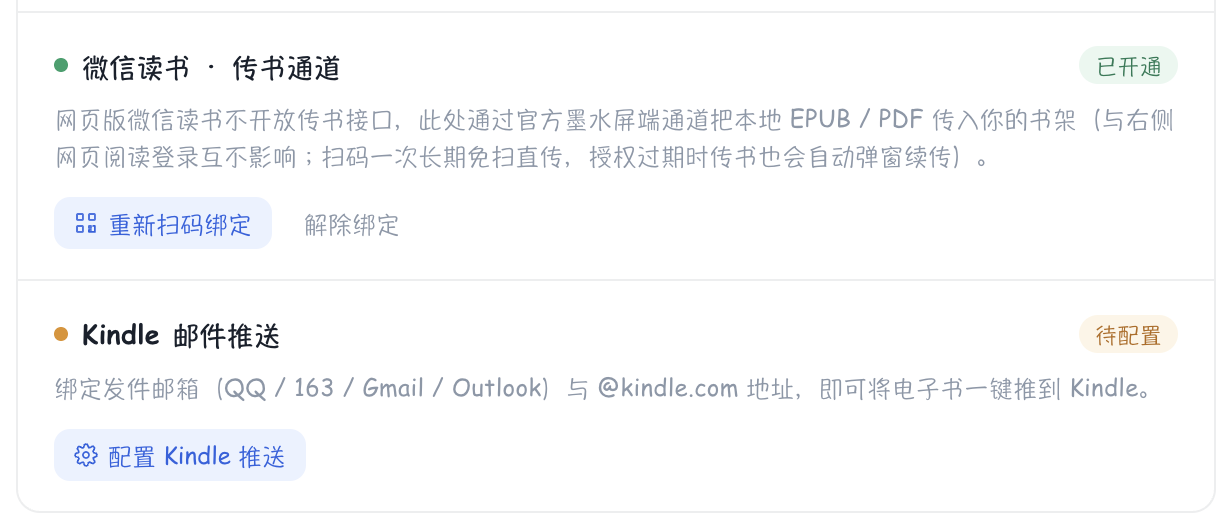 微信读书 · 传书通道
已开通
网页版微信读书不开放传书接口，此处通过官方墨水屏端通道把本地 EPUB / PDF 传入你的书架（与右侧
网页阅读登录互不影响；扫码一次长期免扫直传，授权过期时传书也会自动弹窗续传）。
重新扫码绑定
解除绑定
Kindle 邮件推送
待配置
绑定发件邮箱（QQ / 163 / Gmail / Outlook）与 @kindle.com 地址，即可将电子书一键推到 Kindle。
配置 Kindle 推送